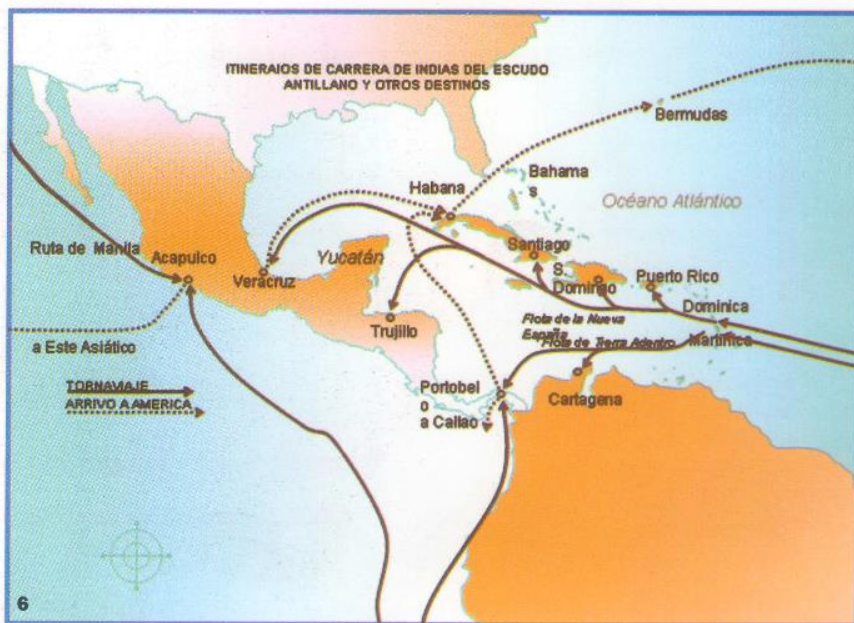 ITINERAIOS DE CARRERA DE INDIAS DEL ESCUDO
ANTILLANO Y OTROS DESTINOS
Bermudas
Habana
Bahama
s
Océano Atlántico
Ruta de Manila
Acapulco
Veracruz
Yucatán
Santiago
S.
Domingo
Puerto Rico
Dominica
Trujillo
Flota de la Nueva
España
Flota de Tierra Adentro
Martinica
a Este Asiático
TORNAVIAJE
ARRIVO A AMERICA
Portobel
o
a Callao
Cartagena
6